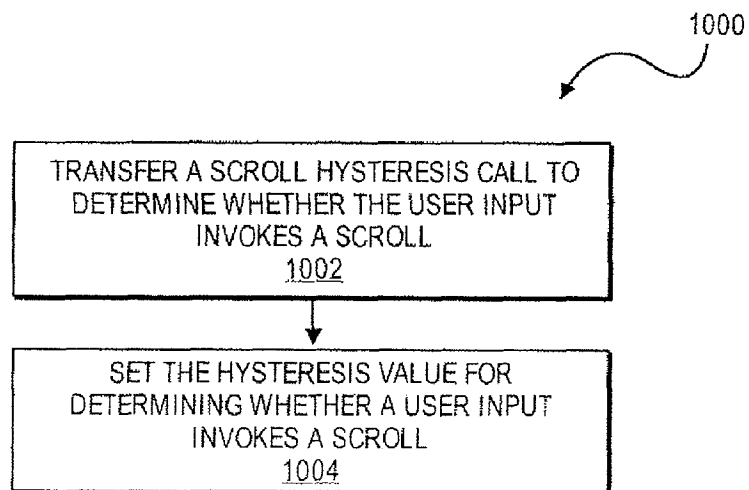 1000
TRANSFER A SCROLL HYSTERESIS CALL TO
DETERMINE WHETHER THE USER INPUT
INVOKES A SCROLL
1002
SET THE HYSTERESIS VALUE FOR
DETERMINING WHETHER A USER INPUT
INVOKES A SCROLL
1004